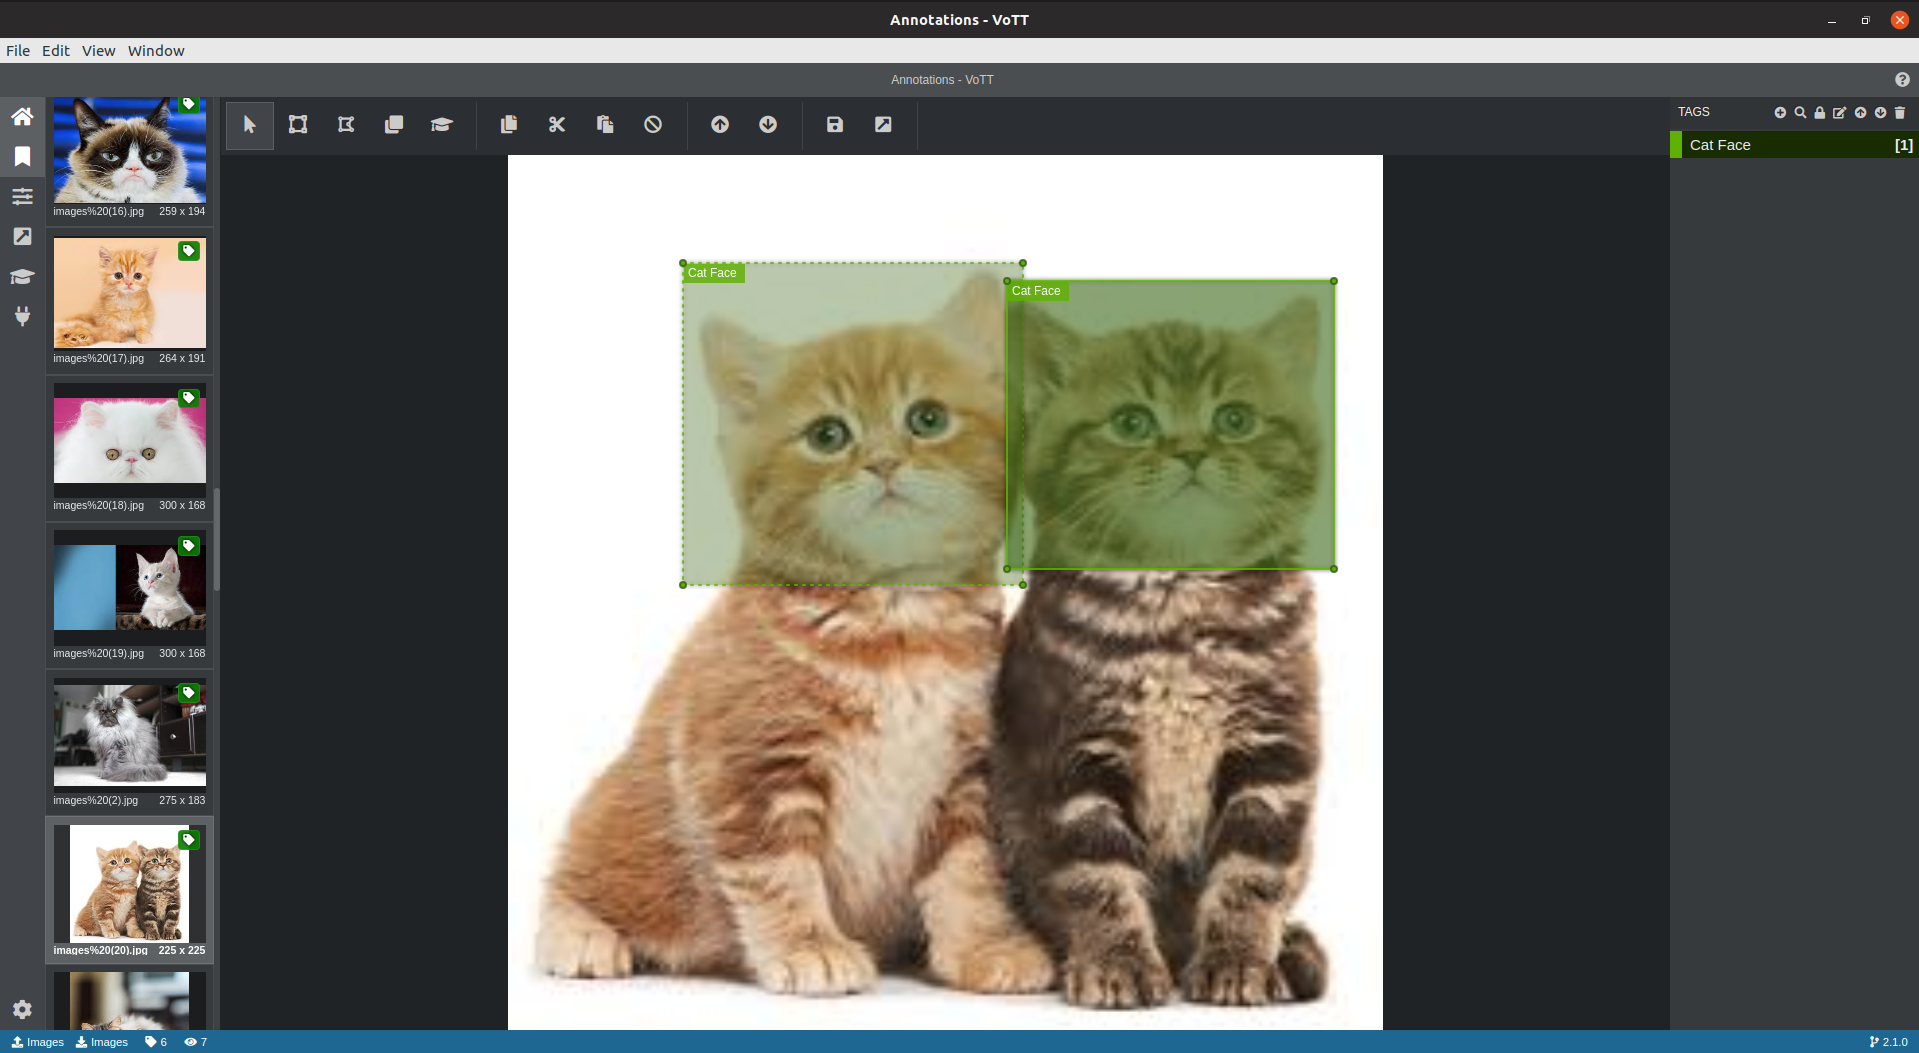 Annotations - VoTT
File Edit View Window
Annotations - VoTT
images%20(16).jpg 259 x 194
images%20(17).jpg 264 x 191
images%20(18).jpg 300 x 168
images%20(19).jpg 300 x 168
images%20(2).jpg 275 x 183
images%20(20).jpg 225 x 225
Cat Face
Cat Face
TAGS
Cat Face [1]
Images Images 6 7
2.1.0